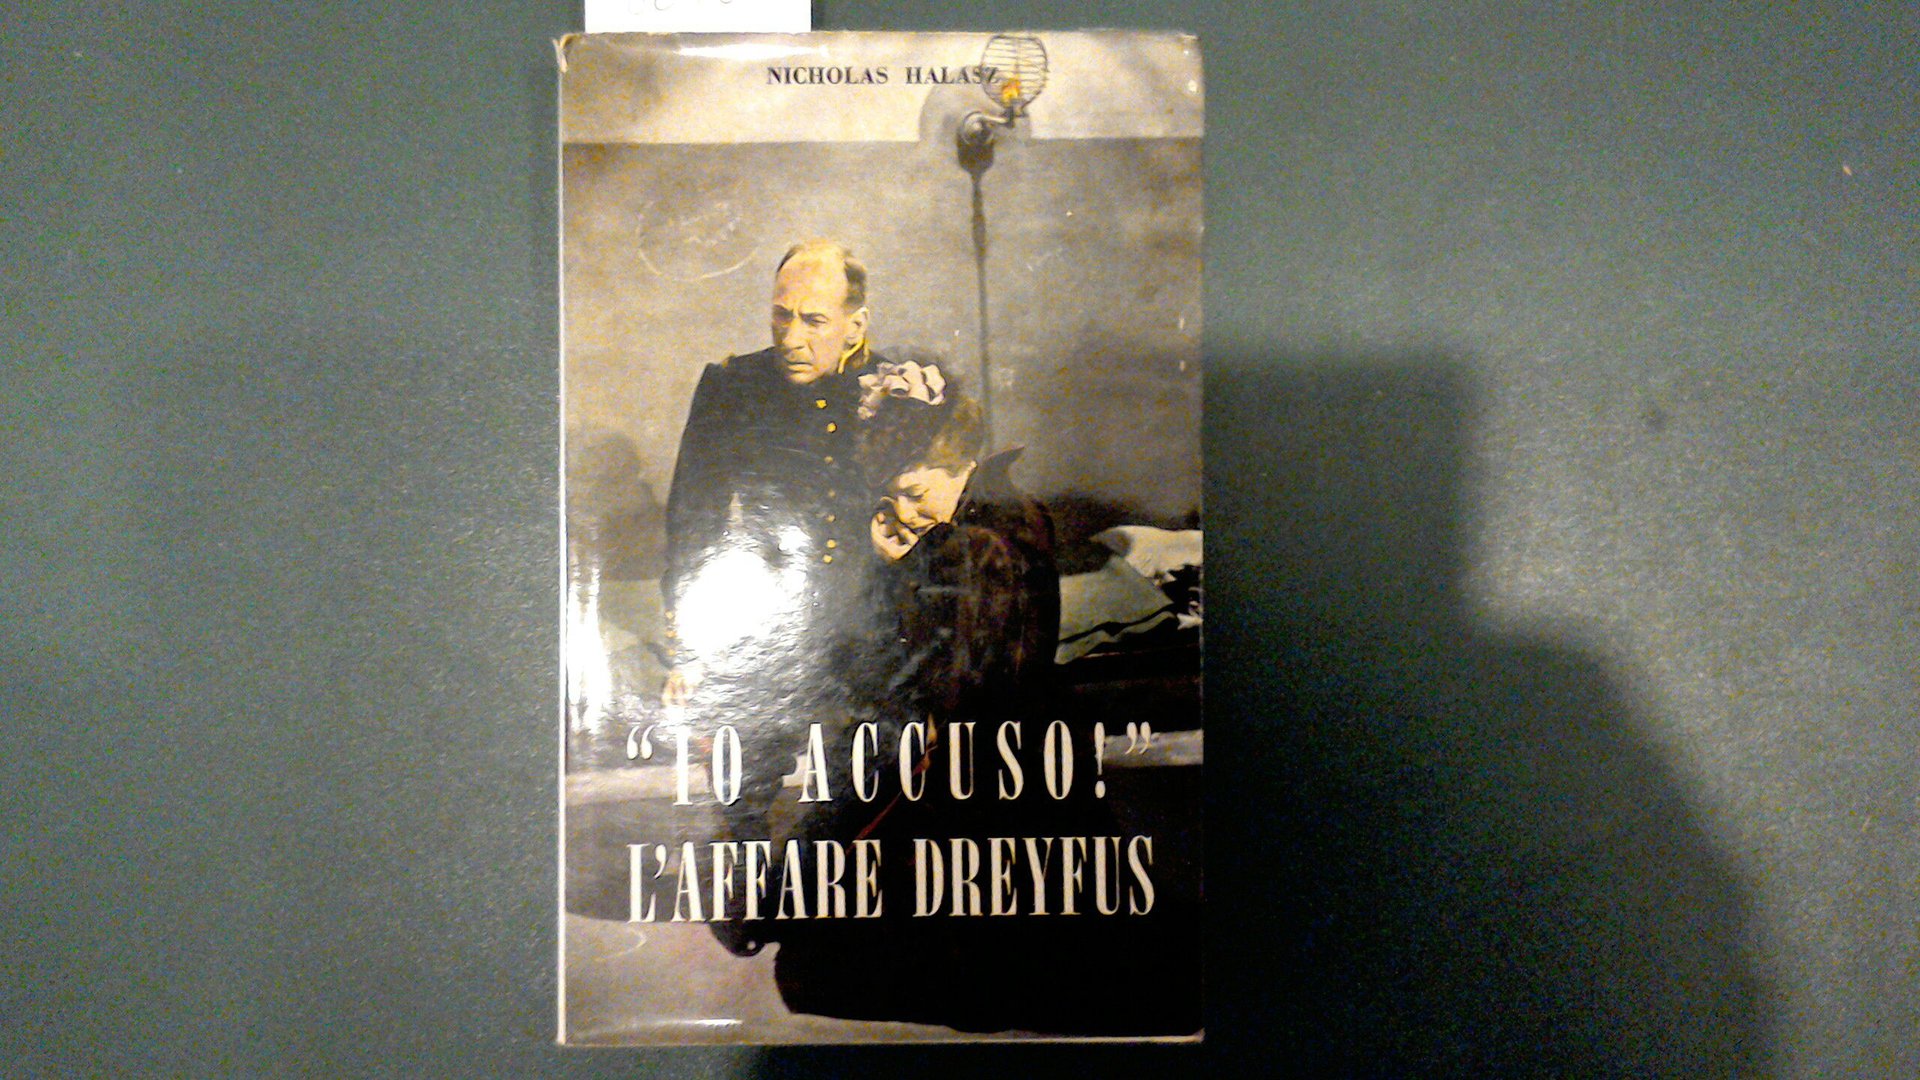 NICHOLAS HALASZ
“IO ACCUSO!”
L’AFFARE DREYFUS